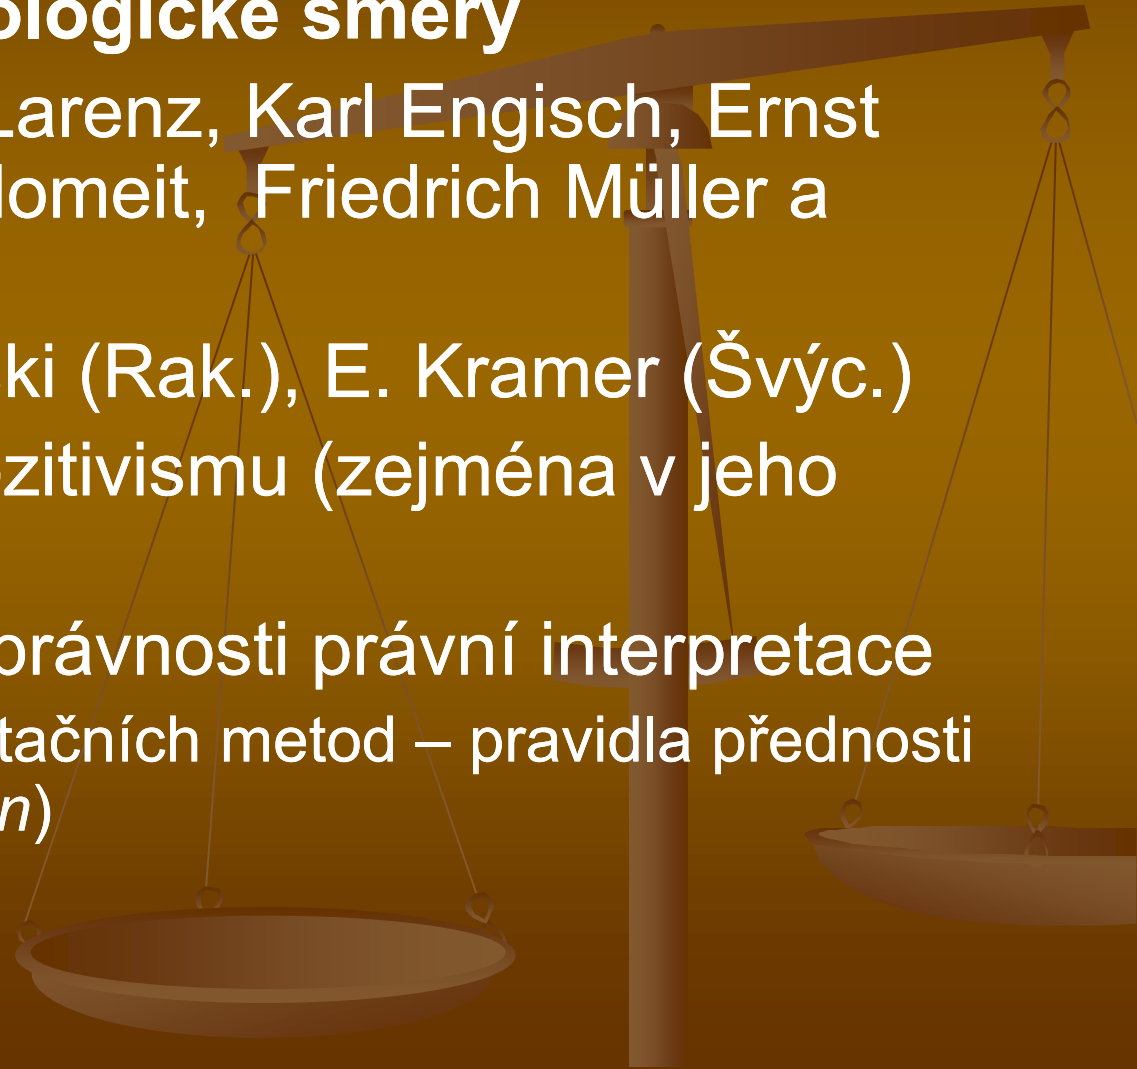 ologické směry
Larenz, Karl Engisch, Ernst
lomeit, Friedrich Müller a
ki (Rak.), E. Kramer (Švýc.)
zitivismu (zejména v jeho
právnosti právní interpretace
tačních metod – pravidla přednosti
n)